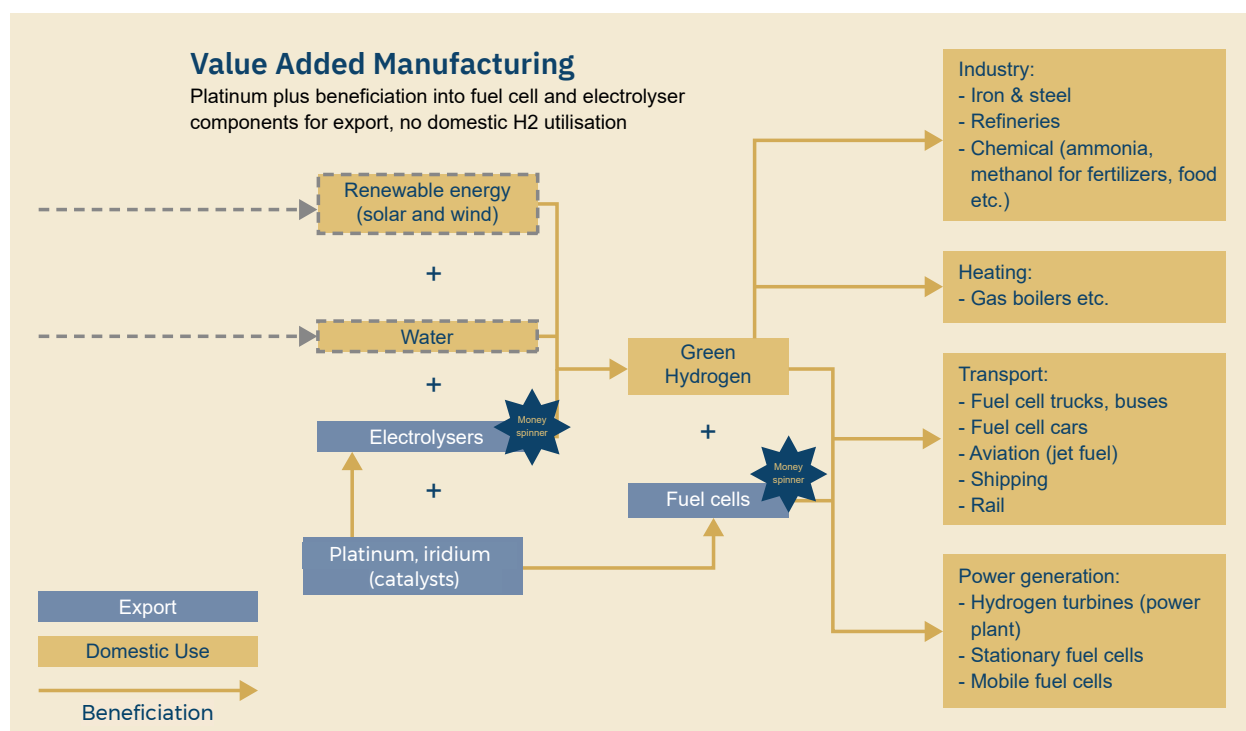 Value Added Manufacturing
Platinum plus beneficiation into fuel cell and electrolyser
components for export, no domestic H2 utilisation
Renewable energy
(solar and wind)
+
Water
+
Electrolysers
Money
spinner
+
Platinum, iridium
(catalysts)
Green
Hydrogen
+
Fuel cells
Money
spinner
Industry:
- Iron & steel
- Refineries
- Chemical (ammonia,
methanol for fertilizers, food
etc.)
Heating:
- Gas boilers etc.
Transport:
- Fuel cell trucks, buses
- Fuel cell cars
- Aviation (jet fuel)
- Shipping
- Rail
Power generation:
- Hydrogen turbines (power
plant)
- Stationary fuel cells
- Mobile fuel cells
Export
Domestic Use
Beneficiation